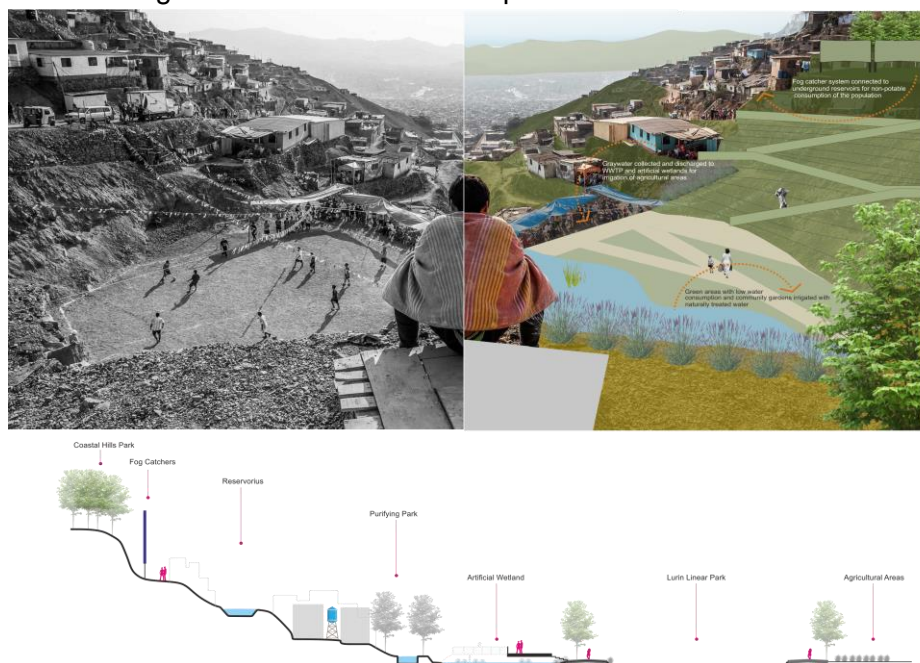 Fog catcher system connected to
underground reservoirs for non-potable
consumption of the population
Graywater collected and discharged to
WWTP and artificial wetlands for
irrigation of agricultural areas
Green areas with low water
consumption and community gardens irrigated with
naturally treated water
Coastal Hills Park
Fog Catchers
Reservorius
Purifying Park
Artificial Wetland
Lurin Linear Park
Agricultural Areas